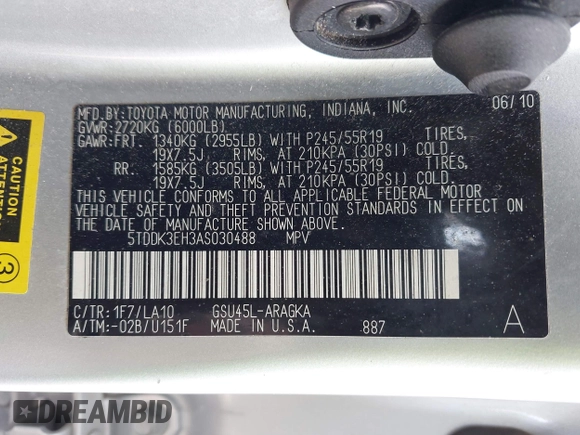 MFD.BY:TOYOTA MOTOR MANUFACTURING, INDIANA, INC. 06/10
GVWR:2720KG (6000LB)
GAWR:FRT. 1340KG (2955LB) WITH P245/55R19 TIRES,
19X7.5J RIMS, AT 210KPA (30PSI) COLD
RR. 1585KG (3505LB) WITH P245/55R19 TIRES,
19X7.5J RIMS, AT 210KPA (30PSI) COLD
THIS VEHICLE CONFORMS TO ALL APPLICABLE FEDERAL MOTOR
VEHICLE SAFETY AND THEFT PREVENTION STANDARDS IN EFFECT ON
THE DATE OF MANUFACTURE SHOWN ABOVE.
5TDDK3EH3AS030488 MPV
C/TR:1F7/LA10 GSU45L-ARAGKA
A/TM:-02B/U151F MADE IN U.S.A. 887 A
CAUTION
ATTENTION
3
DREAMBID